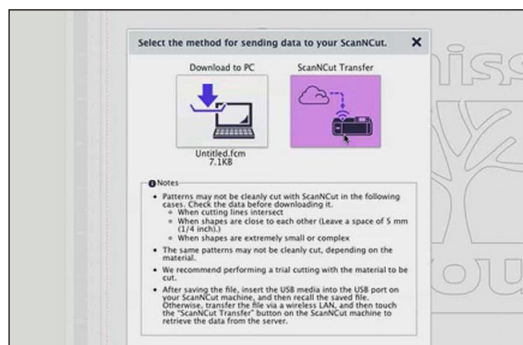 Select the method for sending data to your ScanNCut. X
Download to PC
ScanNCut Transfer
Untitled.fcm
7.1KB
Notes
• Patterns may not be cleanly cut with ScanNCut in the following
cases. Check the data before downloading it.
○ When cutting lines intersect
○ When shapes are close to each other (Leave a space of 5 mm
(1/4 inch).)
○ When shapes are extremely small or complex
• The same patterns may not be cleanly cut, depending on the
material.
• We recommend performing a trial cutting with the material to be
cut.
• After saving the file, insert the USB media into the USB port on
your ScanNCut machine, and then recall the saved file.
Otherwise, transfer the file via a wireless LAN, and then touch
the "ScanNCut Transfer" button on the ScanNCut machine to
retrieve the data from the server.
miss
you